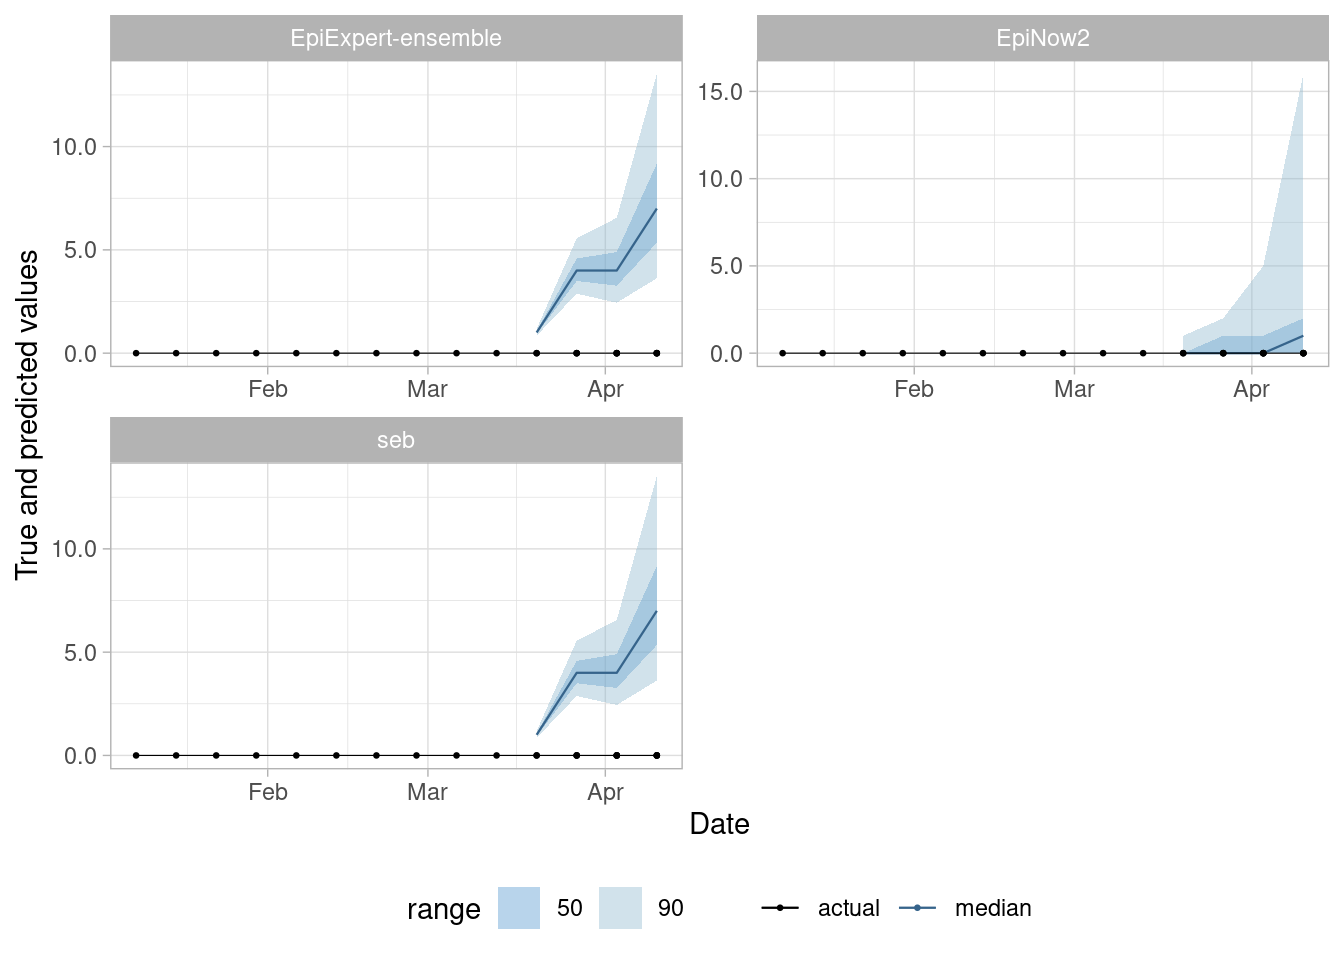 EpiExpert-ensemble
EpiNow2
10.0
5.0
0.0
Feb Mar Apr
15.0
10.0
5.0
0.0
Feb Mar Apr
seb
10.0
5.0
0.0
Feb Mar Apr
True and predicted values
Date
range 50 90 actual median